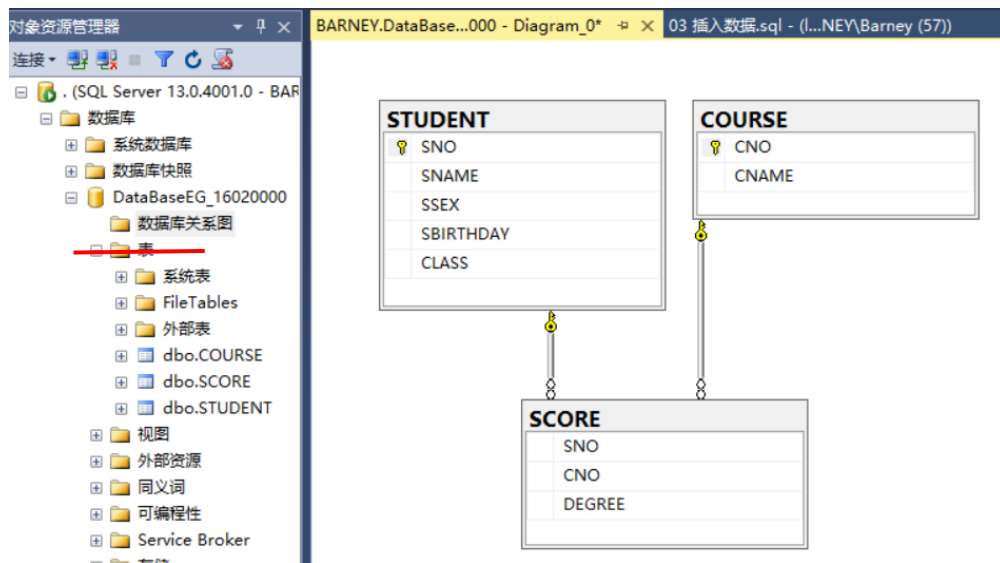 对象资源管理器
BARNEY.DataBase...000 - Diagram_0*
03 插入数据.sql - (l...NEY\Barney (57))
连接
. (SQL Server 13.0.4001.0 - BAR
数据库
系统数据库
数据库快照
DataBaseEG_16020000
数据库关系图
表
系统表
FileTables
外部表
dbo.COURSE
dbo.SCORE
dbo.STUDENT
视图
外部资源
同义词
可编程性
Service Broker
存储
STUDENT
SNO
SNAME
SSEX
SBIRTHDAY
CLASS
COURSE
CNO
CNAME
SCORE
SNO
CNO
DEGREE